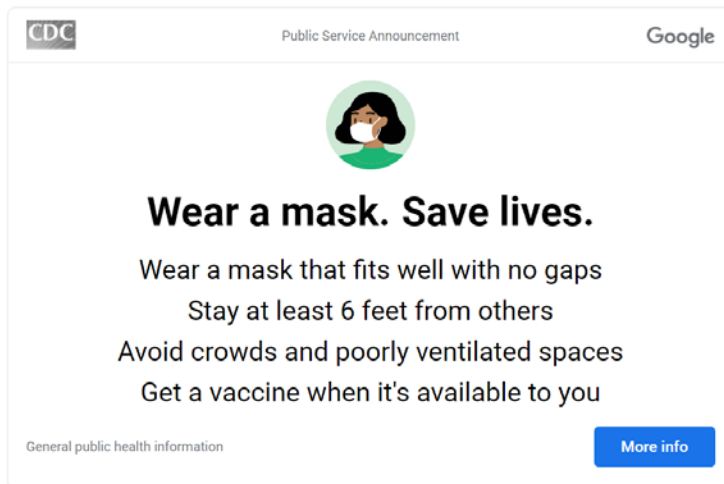 CDC
Public Service Announcement
Google
Wear a mask. Save lives.
Wear a mask that fits well with no gaps
Stay at least 6 feet from others
Avoid crowds and poorly ventilated spaces
Get a vaccine when it's available to you
General public health information
More info